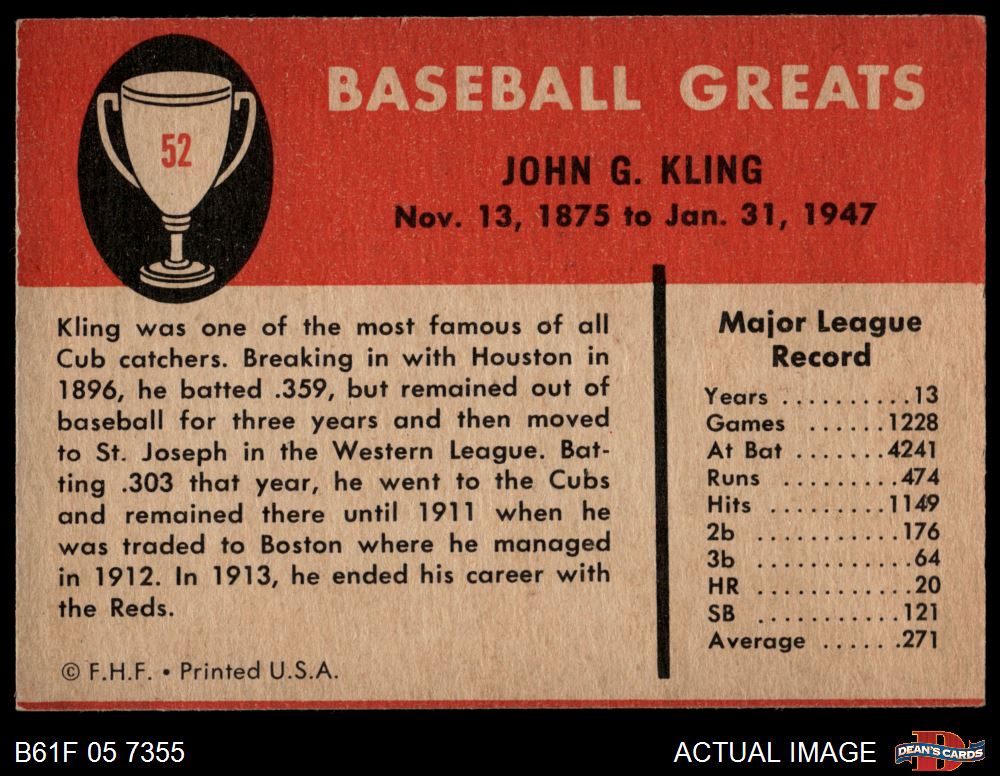 52
BASEBALL GREATS
JOHN G. KLING
Nov. 13, 1875 to Jan. 31, 1947
Kling was one of the most famous of all
Cub catchers. Breaking in with Houston in
1896, he batted .359, but remained out of
baseball for three years and then moved
to St. Joseph in the Western League. Bat-
ting .303 that year, he went to the Cubs
and remained there until 1911 when he
was traded to Boston where he managed
in 1912. In 1913, he ended his career with
the Reds.
© F.H.F. • Printed U.S.A.
Major League
Record
Years ..........13
Games ......1228
At Bat .......4241
Runs .........474
Hits .........1149
2b ...........176
3b ............64
HR ............20
SB ...........121
Average ......271
B61F 05 7355
ACTUAL IMAGE
D
DEAN'S CARDS